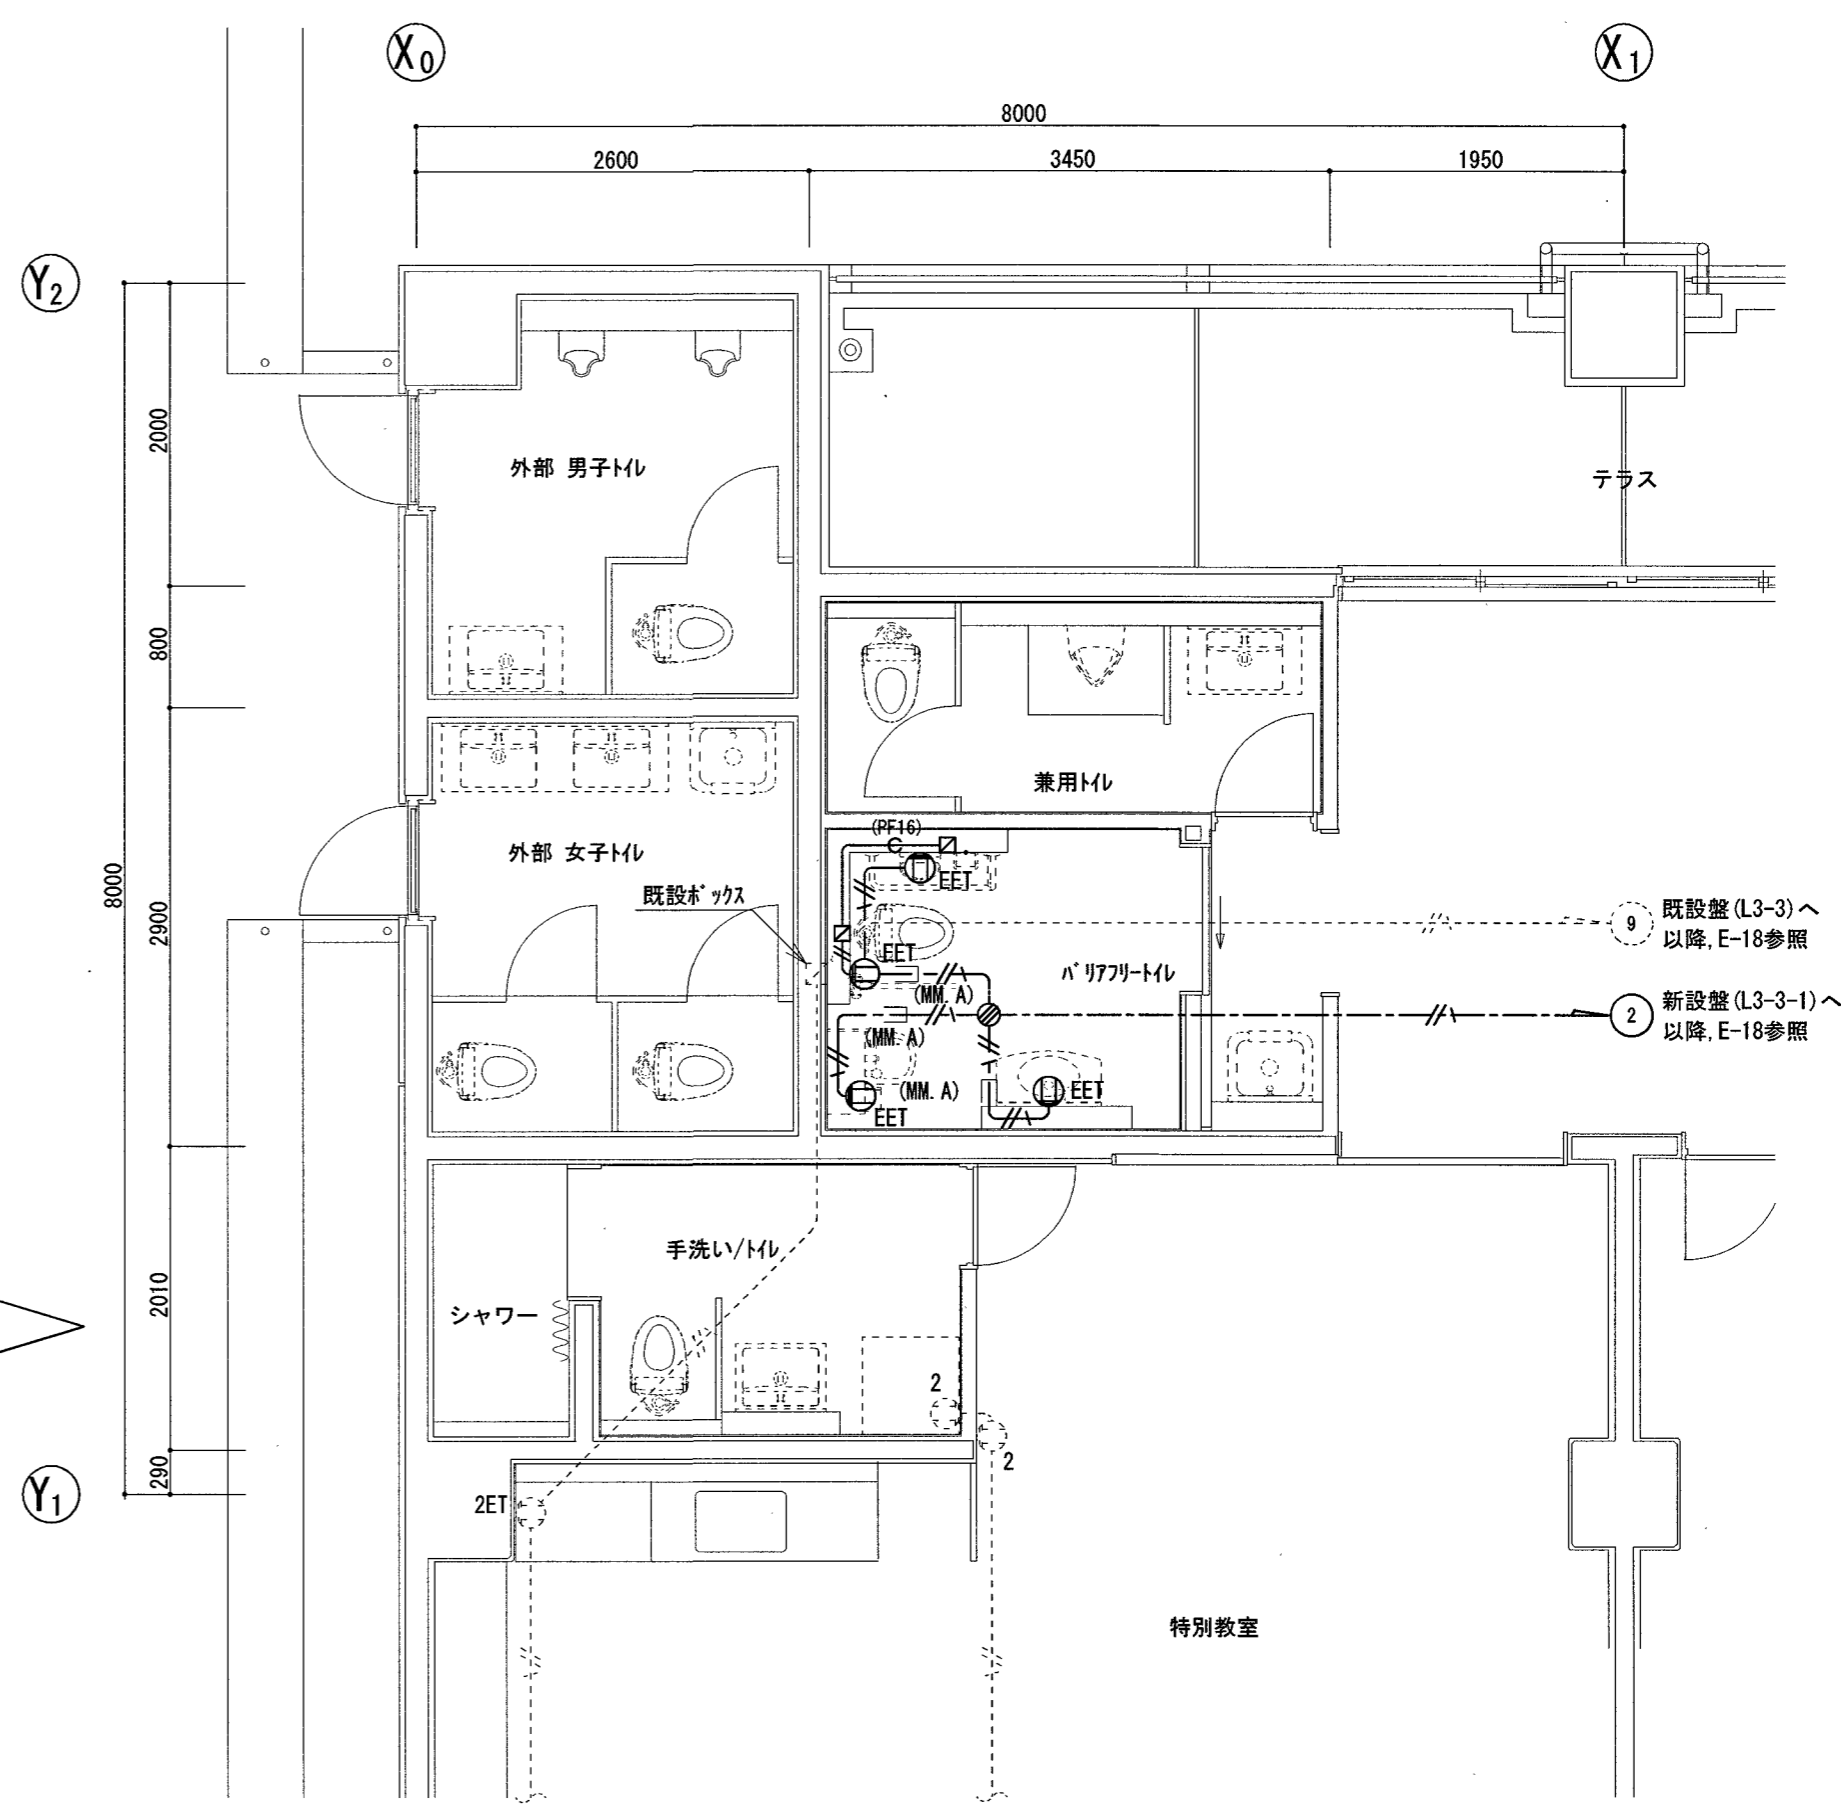 X0
X1
8000
2600
3450
1950
Y2
2000
外部 男子トイレ
テラス
800
兼用トイレ
(PF16)
C
外部 女子トイレ
EET
8000
2900
既設ボックス
9
既設盤(L3-3)へ
以降,E-18参照
EET
バリアフリートイレ
(MM.A)
2
新設盤(L3-3-1)へ
以降,E-18参照
(MM.A)
(MM.A)
EET
EET
手洗い/トイレ
2010
シャワー
2
2
290
Y1
2ET
特別教室